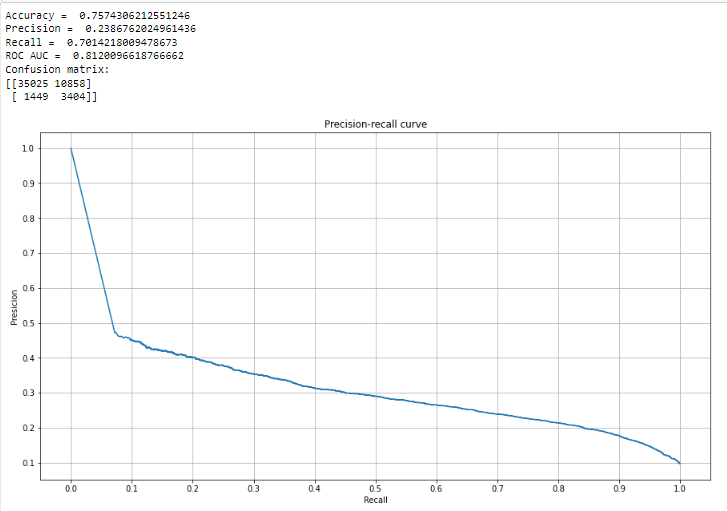 Accuracy =  0.7574306212551246
Precision =  0.2386762024961436
Recall =  0.7014218009478673
ROC AUC =  0.8120096618766662
Confusion matrix:
[[35025 10858]
 [ 1449  3404]]
Precision-recall curve
1.0
0.9
0.8
0.7
0.6
0.5
0.4
0.3
0.2
0.1
Presicion
0.0 0.1 0.2 0.3 0.4 0.5 0.6 0.7 0.8 0.9 1.0
Recall